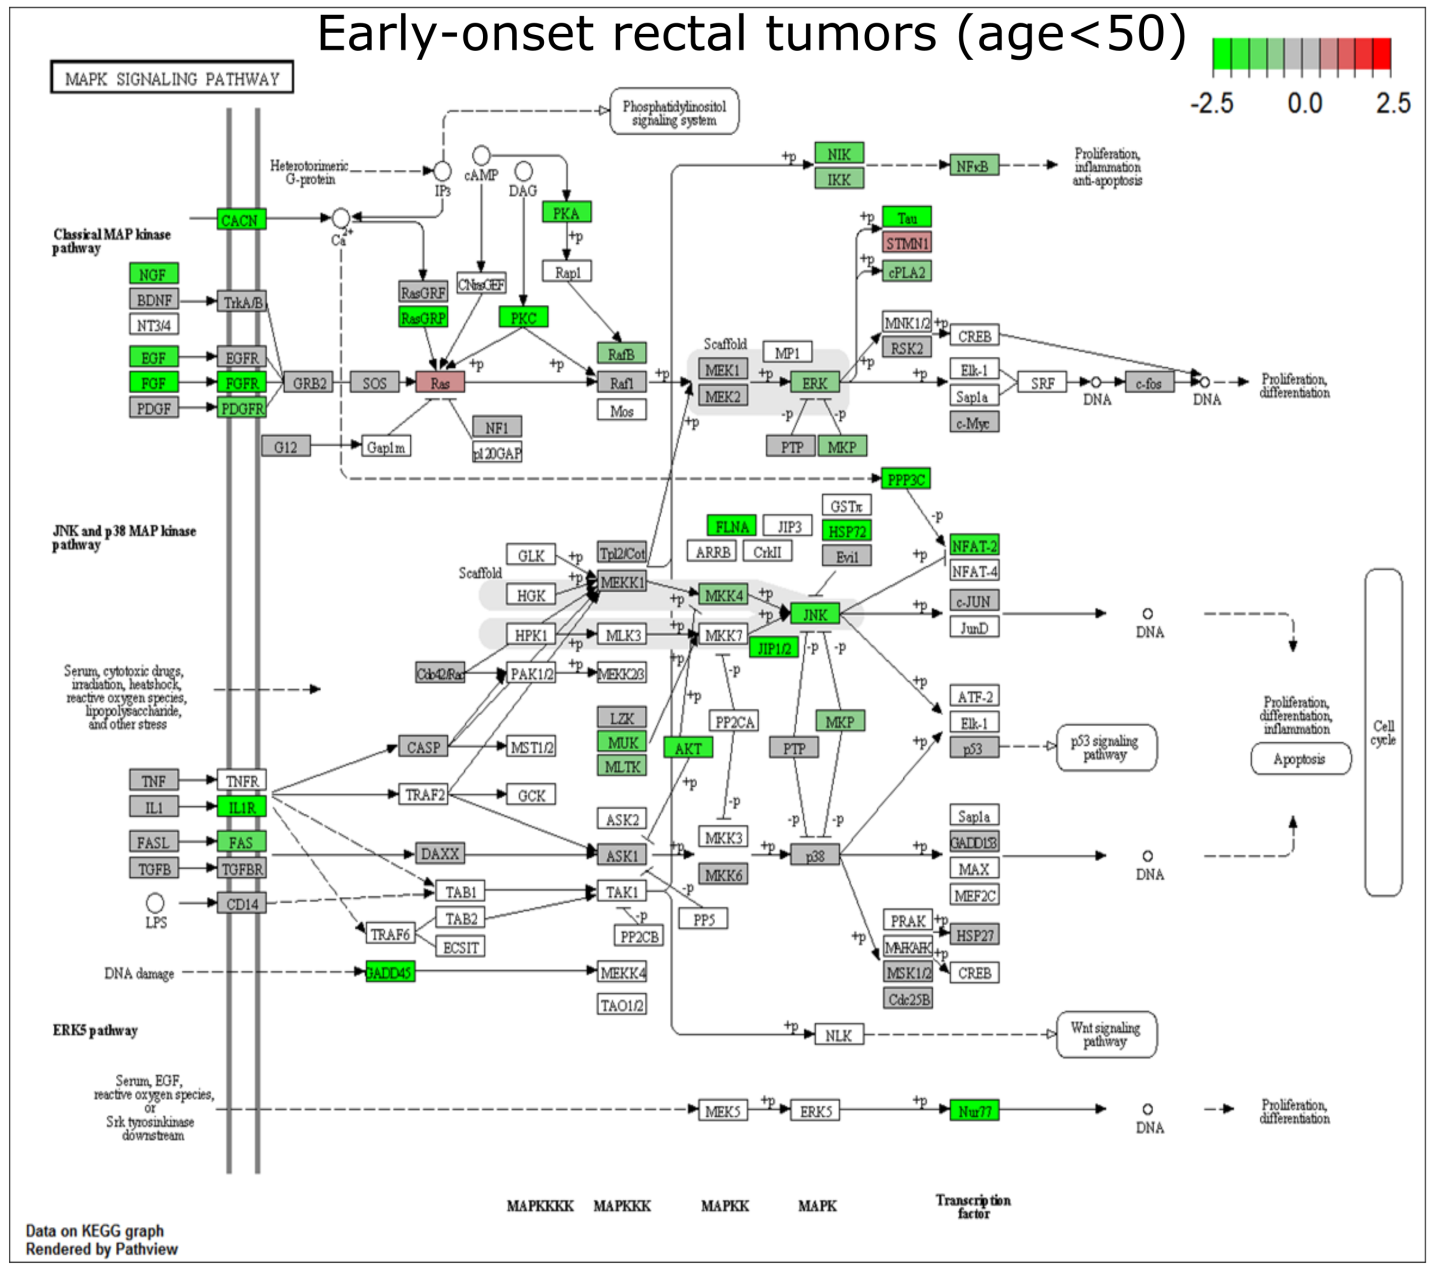 Early-onset rectal tumors (age<50)
-2.5 0.0 2.5
MAPK SIGNALING PATHWAY
Phosphatidylinositol
signaling system
Heterotorimeric
G-protein
IP3
cAMP
DAG
+p
NIK
IKK
NFκB
Proliferation,
inflammation
anti-apoptosis
CACN
Ca2+
PKA
+p
Rap1
+p
Tau
STMN1
+p
cPLA2
Classical MAP kinase
pathway
NGF
BDNF
NT3/4
TrkA/B
RasGRF
RasGRP
CNrasGEF
PKC
EGF
EGFR
FGF
FGFR
PDGF
PDGFR
GRB2
SOS
Ras
+p
+p
RafB
Raf1
Mos
+p
+p
Scaffold
MP1
MEK1
MEK2
+p
ERK
+p
MNK1/2
+p
RSK2
CREB
+p
Elk-1
Sap1a
c-Myc
SRF
DNA
c-fos
DNA
Proliferation,
differentiation
G12
Gap1m
NF1
p120GAP
-p
-p
PTP
MKP
PPP3C
-p
JNK and p38 MAP kinase
pathway
Scaffold
GLK
HGK
HPK1
+p
+p
+p
Tpl2/Cot
MEKK1
MLK3
FLNA
JIP3
ARRB
CrkII
GSTπ
HSP72
Evi1
NFAT-2
NFAT-4
+p
MKK4
+p
+p
+p
MKK7
+p
JIP1/2
JNK
+p
c-JUN
JunD
DNA
Cdc42/Rac
PAK1/2
+p
MEKK2/3
+p
+p
-p
-p
-p
+p
Serum, cytotoxic drugs,
irradiation, heatshock,
reactive oxygen species,
lipopolysaccharide,
and other stress
LZK
MUK
MLTK
AKT
+p
PP2CA
PTP
MKP
ATF-2
Elk-1
p53
+p
p53 signaling
pathway
Proliferation,
differentiation,
inflammation
Apoptosis
Cell
cycle
CASP
MST1/2
TRAF2
GCK
TNF
TNFR
IL1
IL1R
FASL
FAS
TGFB
TGFBR
LPS
CD14
DAXX
ASK2
ASK1
+p
-p
MKK3
MKK6
+p
-p
-p
p38
+p
Sap1a
GADD153
MAX
MEF2C
DNA
TAB1
TAB2
ECSIT
TRAF6
TAK1
-p
PP2CB
-p
PP5
+p
PRAK
+p
MAPKAPK
+p
MSK1/2
Cdc25B
HSP27
CREB
DNA damage
GADD45
MEKK4
TAO1/2
ERK5 pathway
+p
NLK
Wnt signaling
pathway
Serum, EGF,
reactive oxygen species,
or
Srk tyrosinkinase
downstream
MEK5
+p
ERK5
+p
Nur77
DNA
Proliferation,
differentiation
MAPKKKK
MAPKKK
MAPKK
MAPK
Transcription
factor
Data on KEGG graph
Rendered by Pathview